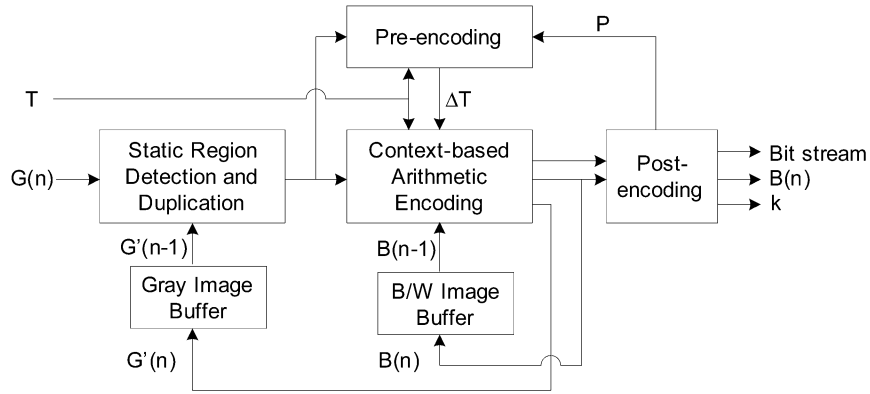 Pre-encoding
P
T
∆T
G(n)
Static Region
Detection and
Duplication
Context-based
Arithmetic
Encoding
Post-
encoding
Bit stream
B(n)
k
G’(n-1)
B(n-1)
Gray Image
Buffer
B/W Image
Buffer
G’(n)
B(n)